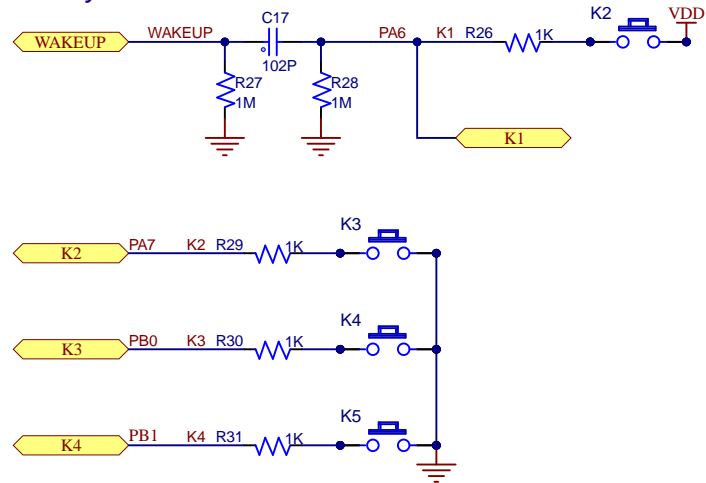 C17 K2 VDD
WAKEUP WAKEUP PA6 K1 R26 1K
102P
R27 R28
1M 1M
K1
K3
K2 PA7 K2 R29 1K
K4
K3 PB0 K3 R30 1K
K5
K4 PB1 K4 R31 1K